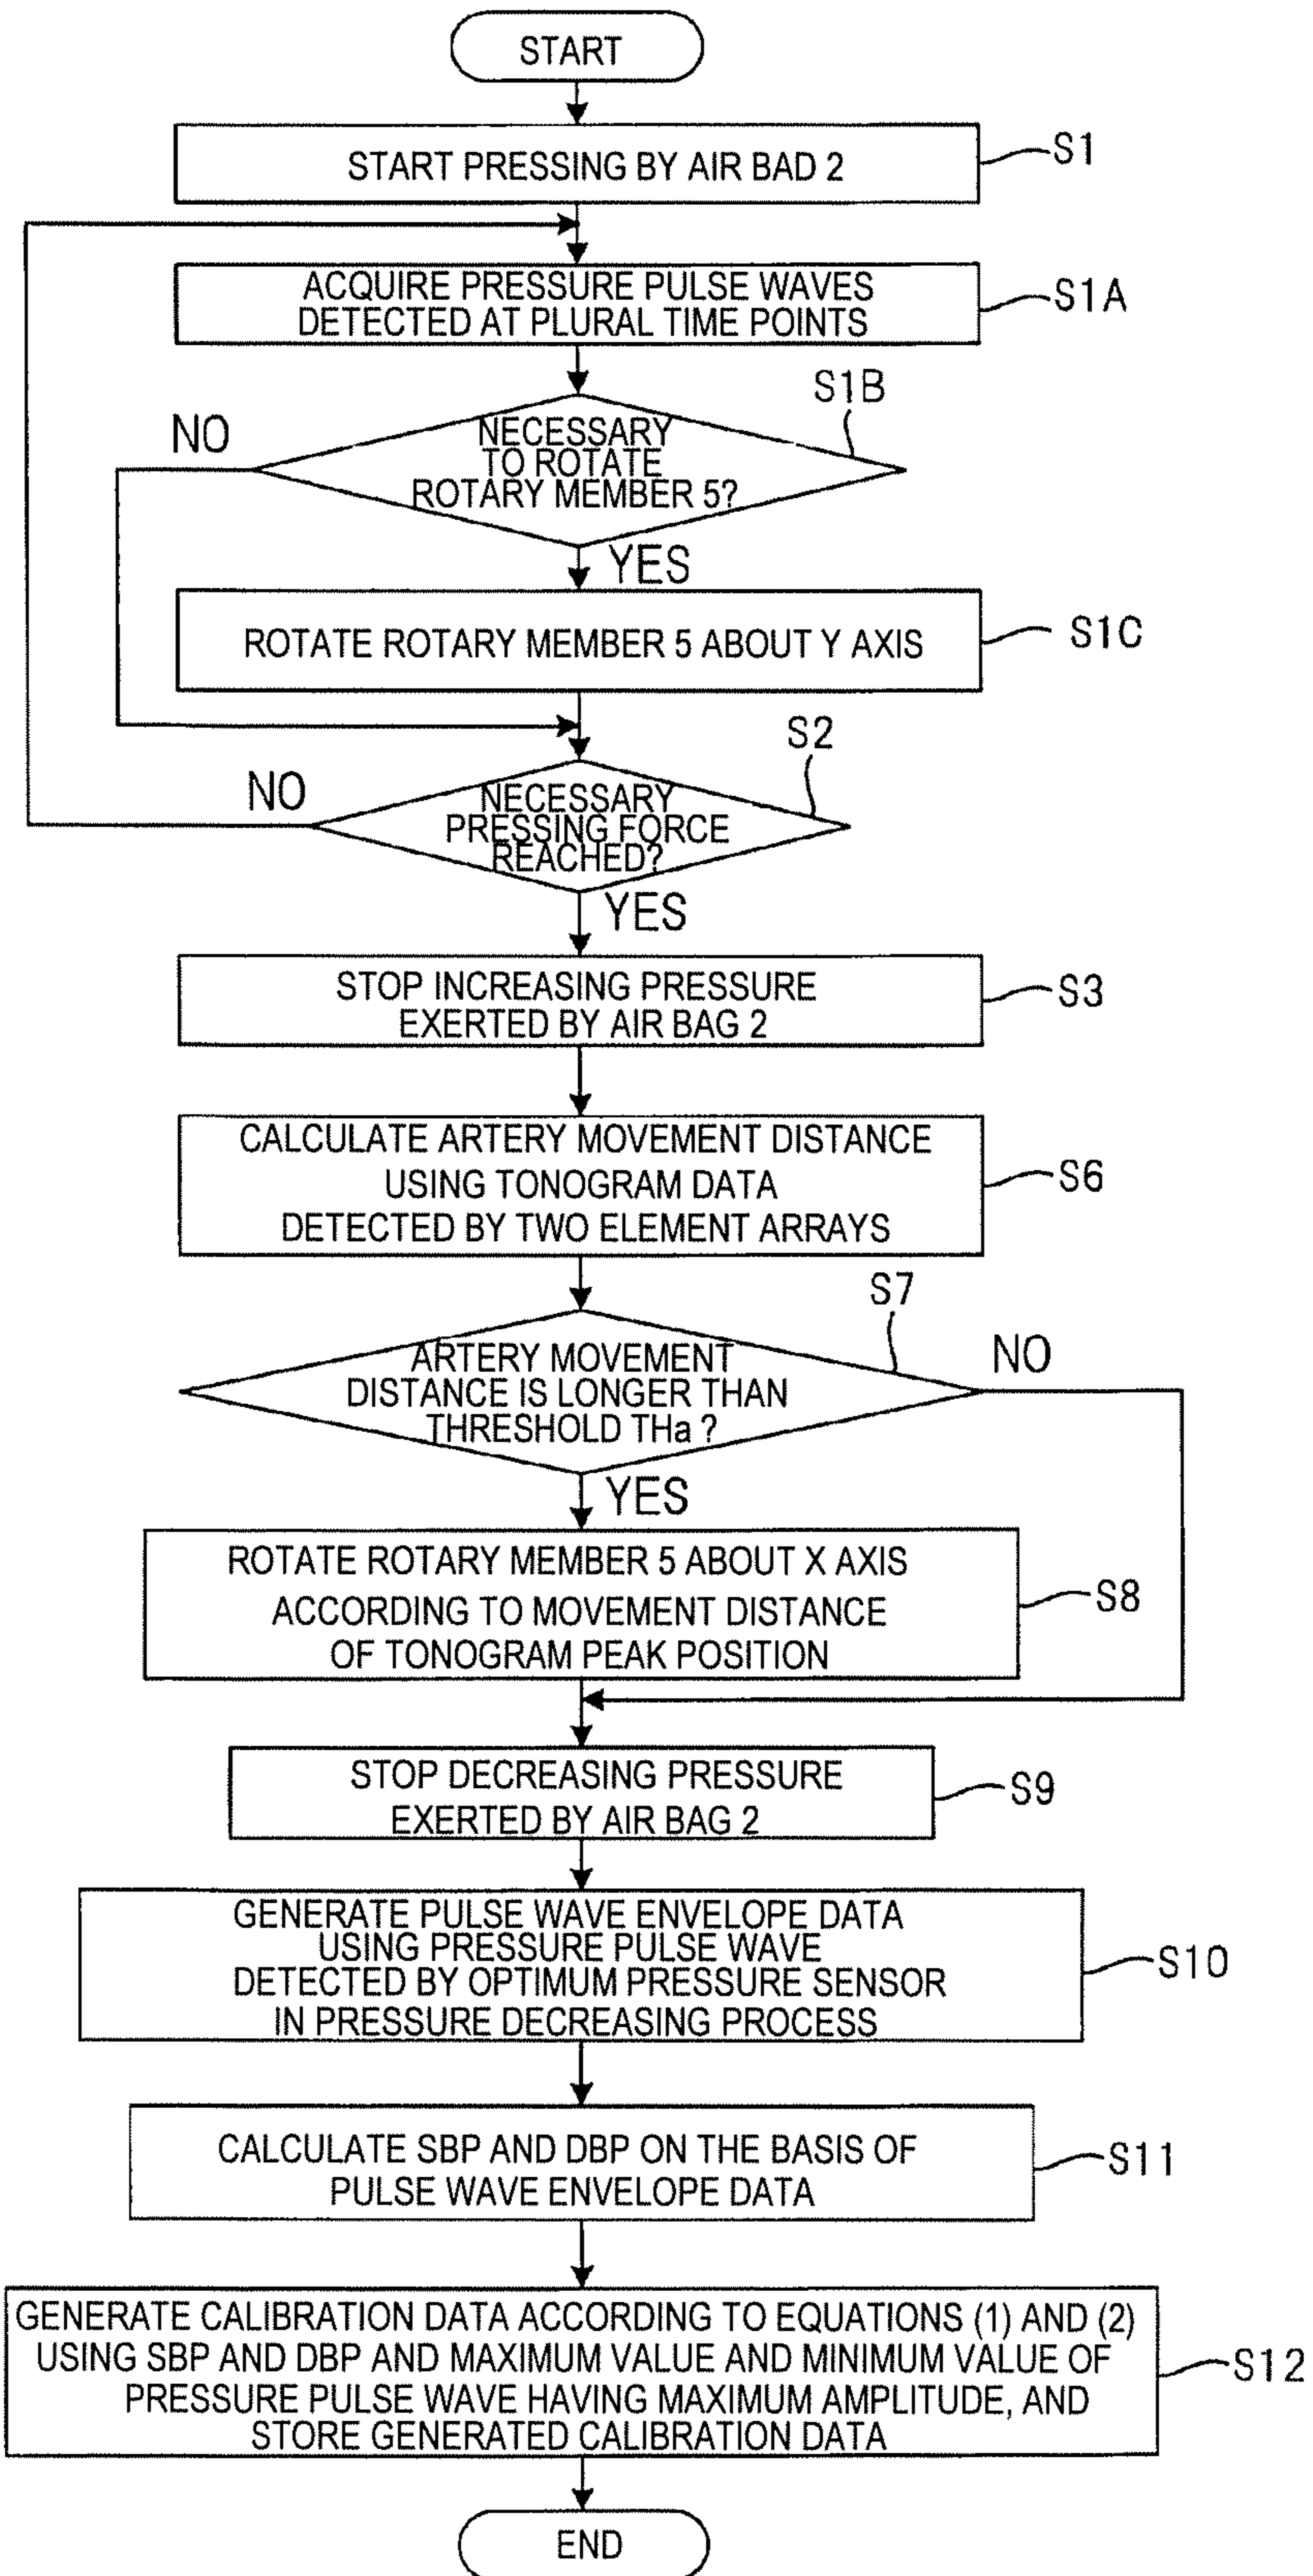 START
START PRESSING BY AIR BAD 2
S1
ACQUIRE PRESSURE PULSE WAVES
DETECTED AT PLURAL TIME POINTS
S1A
S1B
NO
NECESSARY
TO ROTATE
ROTARY MEMBER 5?
YES
ROTATE ROTARY MEMBER 5 ABOUT Y AXIS
S1C
S2
NO
NECESSARY
PRESSING FORCE
REACHED?
YES
STOP INCREASING PRESSURE
EXERTED BY AIR BAG 2
S3
CALCULATE ARTERY MOVEMENT DISTANCE
USING TONOGRAM DATA
DETECTED BY TWO ELEMENT ARRAYS
S6
S7
NO
ARTERY MOVEMENT
DISTANCE IS LONGER THAN
THRESHOLD THa ?
YES
ROTATE ROTARY MEMBER 5 ABOUT X AXIS
ACCORDING TO MOVEMENT DISTANCE
OF TONOGRAM PEAK POSITION
S8
STOP DECREASING PRESSURE
EXERTED BY AIR BAG 2
S9
GENERATE PULSE WAVE ENVELOPE DATA
USING PRESSURE PULSE WAVE
DETECTED BY OPTIMUM PRESSURE SENSOR
IN PRESSURE DECREASING PROCESS
S10
CALCULATE SBP AND DBP ON THE BASIS OF
PULSE WAVE ENVELOPE DATA
S11
GENERATE CALIBRATION DATA ACCORDING TO EQUATIONS (1) AND (2)
USING SBP AND DBP AND MAXIMUM VALUE AND MINIMUM VALUE OF
PRESSURE PULSE WAVE HAVING MAXIMUM AMPLITUDE, AND
STORE GENERATED CALIBRATION DATA
S12
END